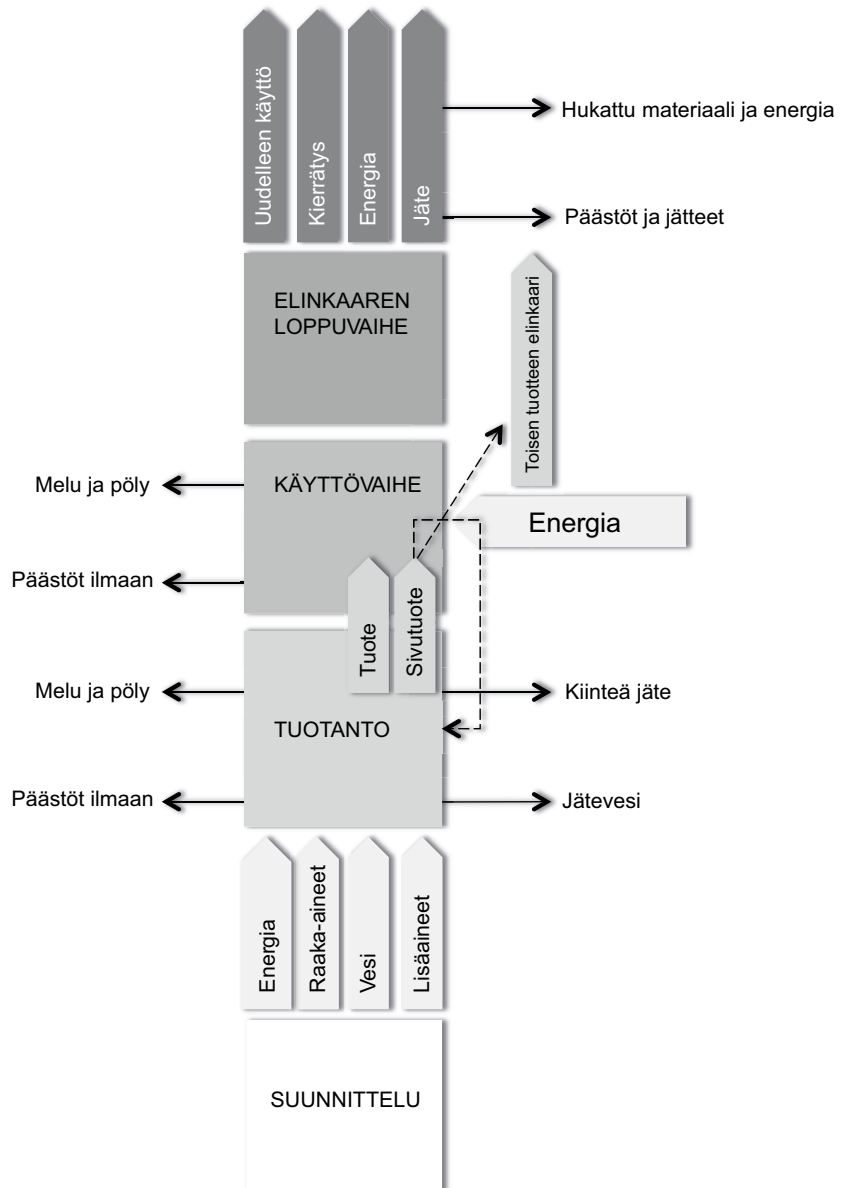 Uudelleen käyttö
Kierrätys
Energia
Jäte
Hukattu materiaali ja energia
Päästöt ja jätteet
ELINKAAREN
LOPPUVAIHE
Toisen tuotteen elinkaari
Melu ja pöly
KÄYTTÖVAIHE
Energia
Päästöt ilmaan
Tuote
Sivutuote
Melu ja pöly
Kiinteä jäte
TUOTANTO
Päästöt ilmaan
Jätevesi
Energia
Raaka-aineet
Vesi
Lisäaineet
SUUNNITTELU